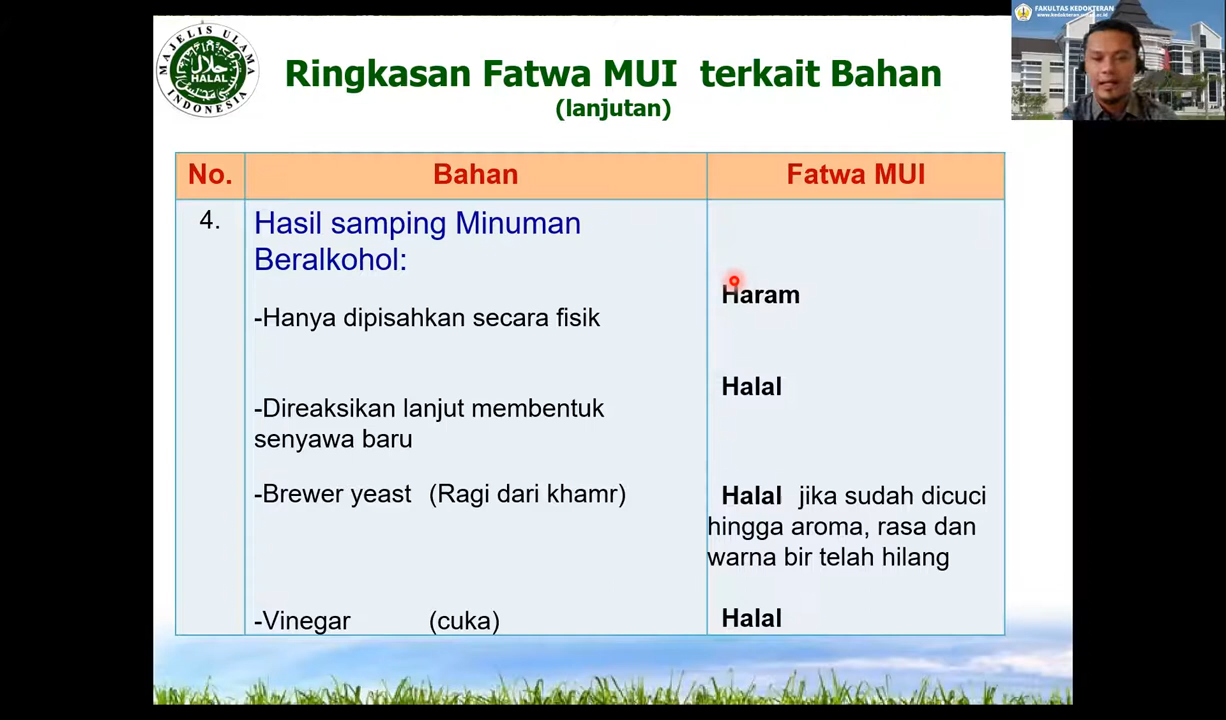 MAJELIS ULAMA
حلال
HALAL
INDONESIA
Ringkasan Fatwa MUI terkait Bahan
(lanjutan)
FAKULTAS KEDOKTERAN
No.
Bahan
Fatwa MUI
4.
Hasil samping Minuman
Beralkohol:
-Hanya dipisahkan secara fisik
Haram
-Direaksikan lanjut membentuk
senyawa baru
Halal
-Brewer yeast (Ragi dari khamr)
Halal jika sudah dicuci
hingga aroma, rasa dan
warna bir telah hilang
-Vinegar (cuka)
Halal